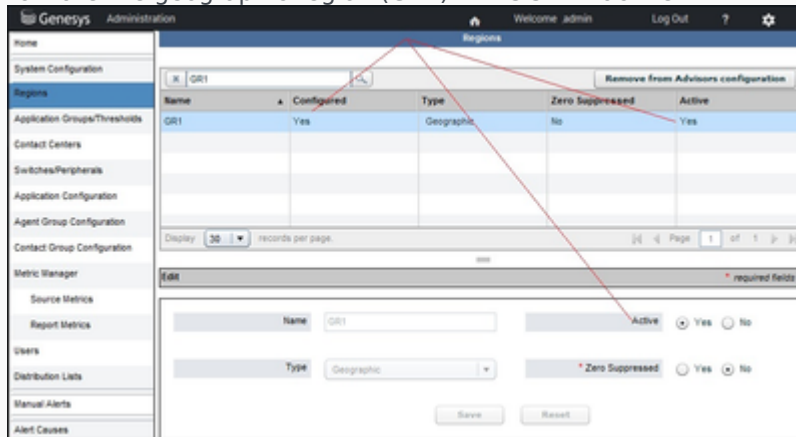 Genesys Administration Welcome admin Log Out ?
Home
Regions
System Configuration
x GR1 Remove from Advisors configuration
Regions
Name Configured Type Zero Suppressed Active
Application Groups/Thresholds
GR1 Yes Geographic No Yes
Contact Centers
Switches/Peripherals
Application Configuration
Agent Group Configuration
Display 30 records per page. Page 1 of 1
Contact Group Configuration
Metric Manager
Edit * required fields
Source Metrics
Report Metrics
Name GR1 Active Yes No
Users
Distribution Lists
Type Geographic * Zero Suppressed Yes No
Manual Alerts
Save Reset
Alert Causes